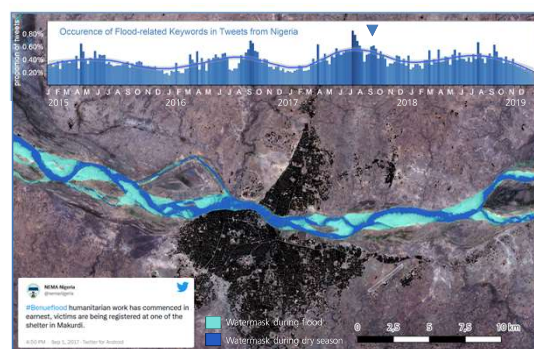 Occurence of Flood-related Keywords in Tweets from Nigeria
proportion of tweets
0.80%
0.60%
0.40%
0.20%
J F M A M J J A S O N D J F M A M J J A S O N D J F M A M J J A S O N D J F M A M J J A S O N D J F M A M J J A S O N D
2015 2016 2017 2018 2019
NEMA Nigeria
@nemanigeria
#Benueflood humanitarian work has commenced in
earnest, victims are being registered at one of the
shelter in Makurdi.
4:03 PM · Sep 1, 2017 · Twitter for Android
Watermask during flood
Watermask during dry season
0 2,5 5 7,5 10 km